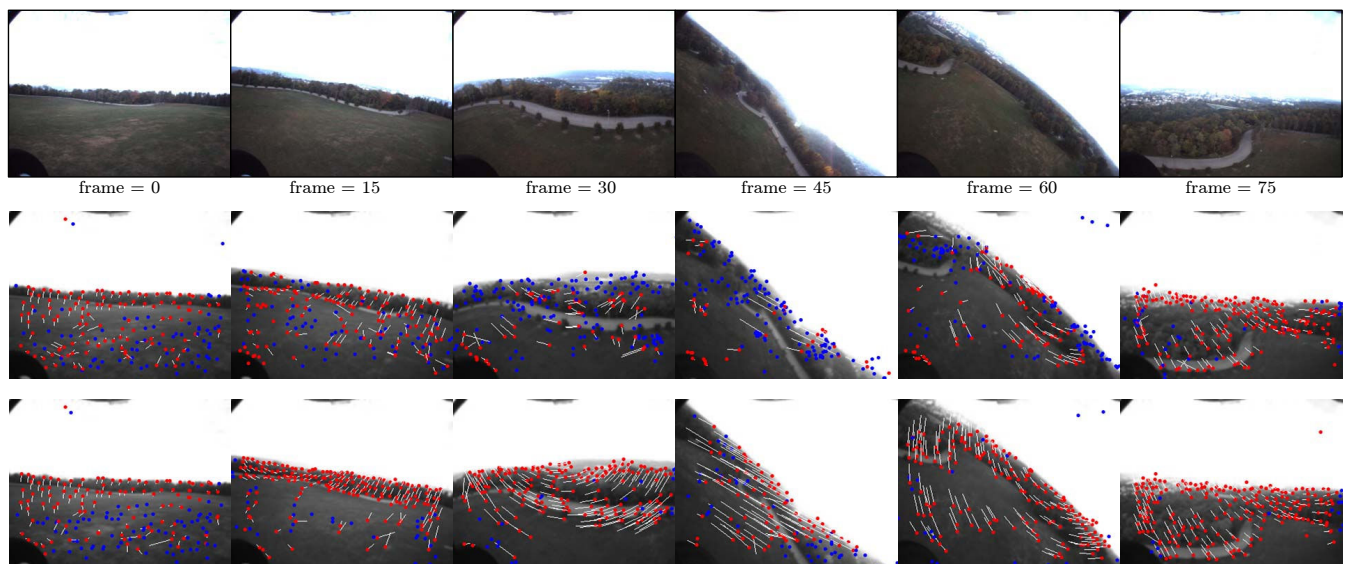 frame = 0
frame = 15
frame = 30
frame = 45
frame = 60
frame = 75